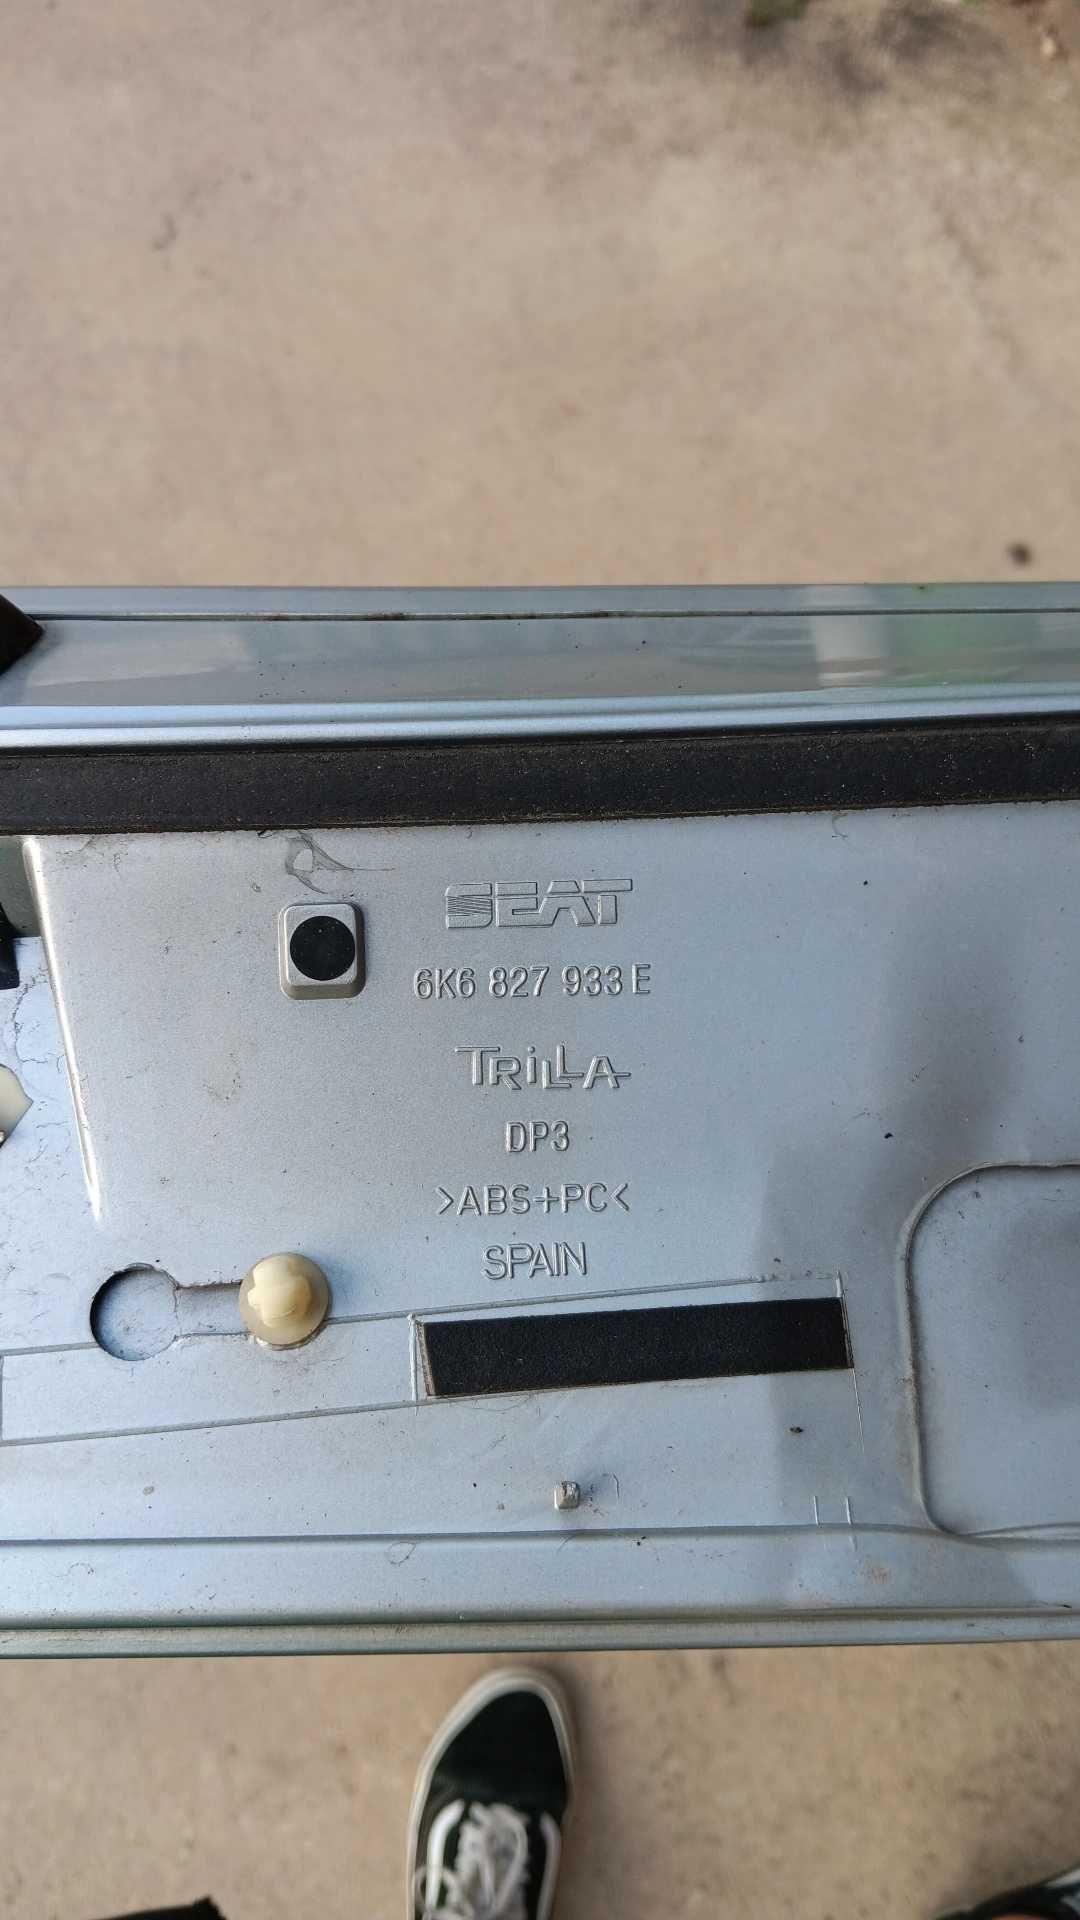 SEAT
6K6 827 933 E
TRiLLA
DP3
>ABS+PC<
SPAIN